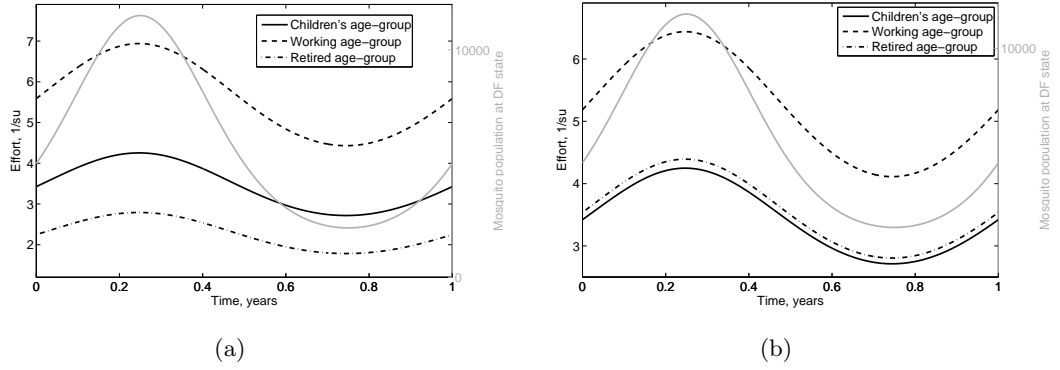 Children's age−group
Working age−group
Retired age−group
7
6
5
4
3
2
Effort, 1/su
10000
0
Mosquito population at DF state
0
0.2
0.4
0.6
0.8
1
Time, years
(a)
Children's age−group
Working age−group
Retired age−group
6
5
4
3
Effort, 1/su
10000
Mosquito population at DF state
0
0.2
0.4
0.6
0.8
1
Time, years
(b)